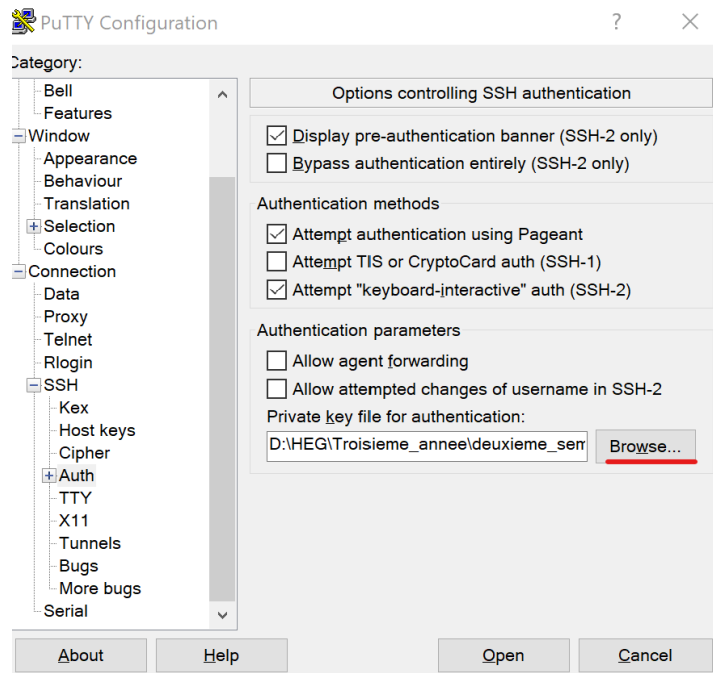 PuTTY Configuration
?
Category:
Bell
Features
Window
Appearance
Behaviour
Translation
Selection
Colours
Connection
Data
Proxy
Telnet
Rlogin
SSH
Kex
Host keys
Cipher
Auth
TTY
X11
Tunnels
Bugs
More bugs
Serial
Options controlling SSH authentication
Display pre-authentication banner (SSH-2 only)
Bypass authentication entirely (SSH-2 only)
Authentication methods
Attempt authentication using Pageant
Attempt TIS or CryptoCard auth (SSH-1)
Attempt "keyboard-interactive" auth (SSH-2)
Authentication parameters
Allow agent forwarding
Allow attempted changes of username in SSH-2
Private key file for authentication:
D:\HEG\Troisieme_annee\deuxieme_sem
Browse...
About
Help
Open
Cancel